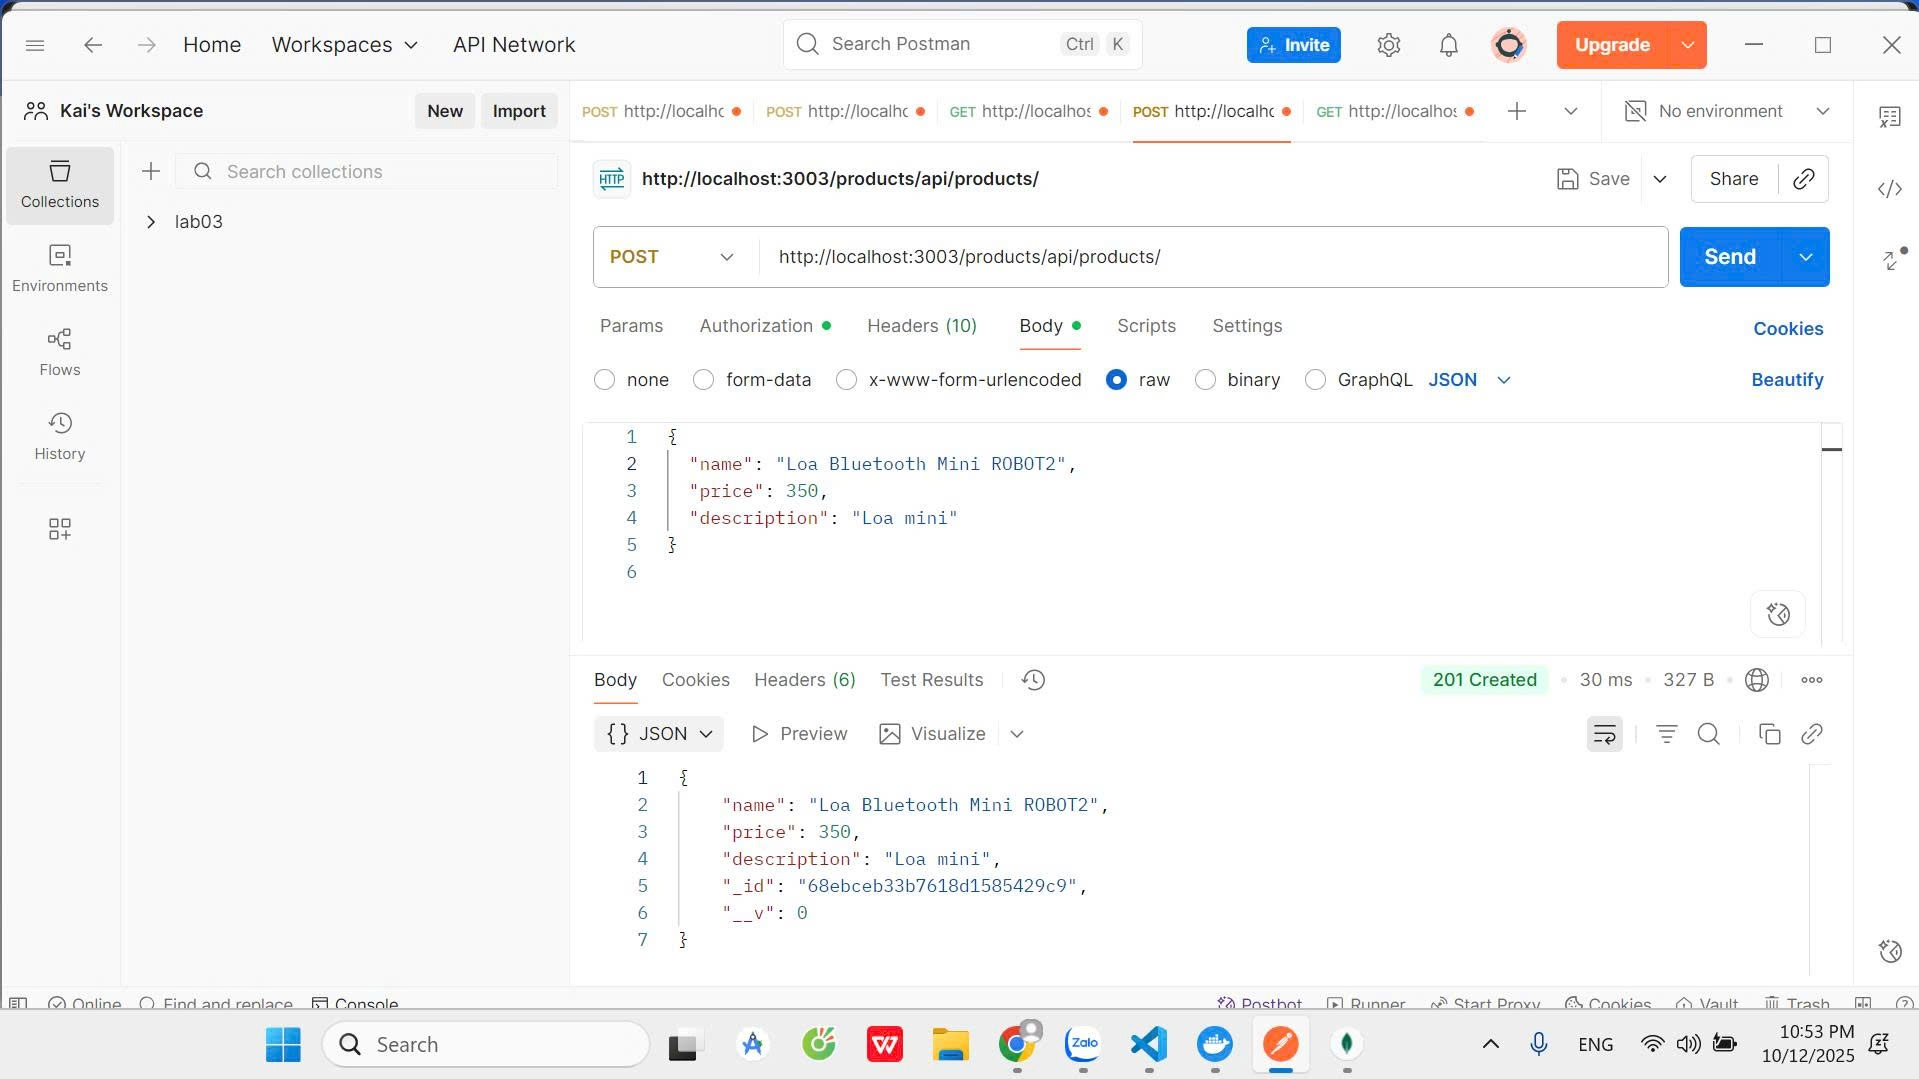 Home
Workspaces
API Network
Search Postman
Ctrl K
Invite
Upgrade
Kai's Workspace
New
Import
POST http://localhc
POST http://localhc
GET http://localhos
POST http://localhc
GET http://localhos
No environment
Collections
Environments
Flows
History
Search collections
lab03
HTTP http://localhost:3003/products/api/products/
Save
Share
POST
http://localhost:3003/products/api/products/
Send
Params
Authorization
Headers (10)
Body
Scripts
Settings
Cookies
none
form-data
x-www-form-urlencoded
raw
binary
GraphQL
JSON
Beautify
1 {
2 "name": "Loa Bluetooth Mini ROBOT2",
3 "price": 350,
4 "description": "Loa mini"
5 }
6
Body
Cookies
Headers (6)
Test Results
201 Created
30 ms
327 B
{} JSON
Preview
Visualize
1 {
2 "name": "Loa Bluetooth Mini ROBOT2",
3 "price": 350,
4 "description": "Loa mini",
5 "_id": "68ebceb33b7618d1585429c9",
6 "__v": 0
7 }
Online
Find and replace
Console
Postbot
Runner
Start Proxy
Cookies
Vault
Trash
Search
Zalo
ENG
10:53 PM
10/12/2025